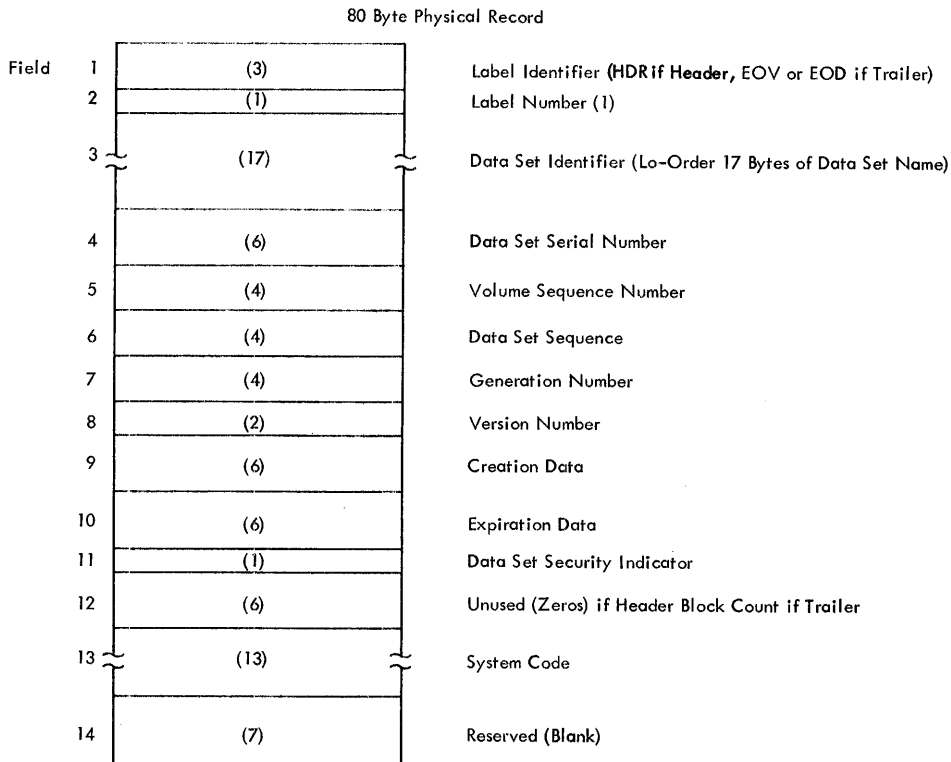 80 Byte Physical Record
Field 1 (3) Label Identifier (HDR if Header, EOV or EOD if Trailer)
2 (1) Label Number (1)
3 (17) Data Set Identifier (Lo-Order 17 Bytes of Data Set Name)
4 (6) Data Set Serial Number
5 (4) Volume Sequence Number
6 (4) Data Set Sequence
7 (4) Generation Number
8 (2) Version Number
9 (6) Creation Data
10 (6) Expiration Data
11 (1) Data Set Security Indicator
12 (6) Unused (Zeros) if Header Block Count if Trailer
13 (13) System Code
14 (7) Reserved (Blank)